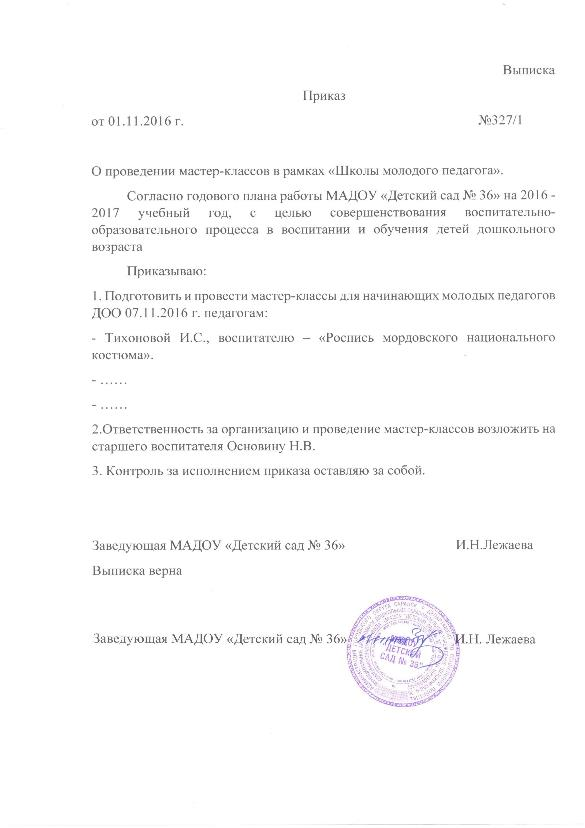 Выписка
Приказ
от 01.11.2016 г. №327/1
О проведении мастер-классов в рамках «Школы молодого педагога».
Согласно годового плана работы МАДОУ «Детский сад № 36» на 2016 -
2017 учебный год, с целью совершенствования воспитательно-
образовательного процесса в воспитании и обучения детей дошкольного
возраста
Приказываю:
1. Подготовить и провести мастер-классы для начинающих молодых педагогов
ДОО 07.11.2016 г. педагогам:
- Тихоновой И.С., воспитателю – «Роспись мордовского национального
костюма».
- ……
- ……
2.Ответственность за организацию и проведение мастер-классов возложить на
старшего воспитателя Основину Н.В.
3. Контроль за исполнением приказа оставляю за собой.
Заведующая МАДОУ «Детский сад № 36» И.Н.Лежаева
Выписка верна
Заведующая МАДОУ «Детский сад № 36» И.Н. Лежаева
ДЕТСКИЙ
САД № 36